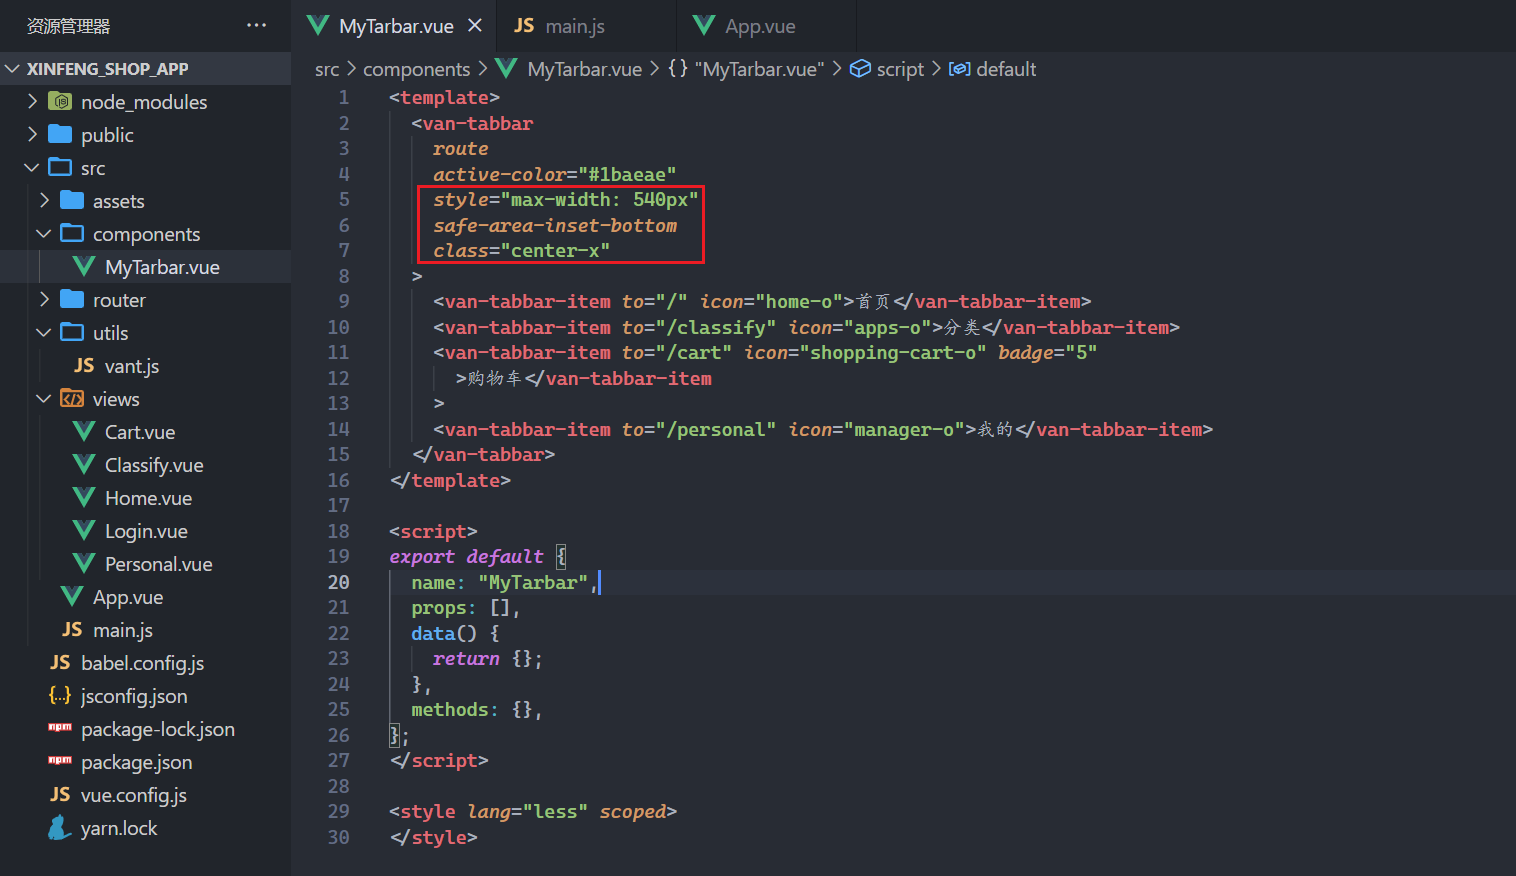 资源管理器 ···
XINFENG_SHOP_APP
node_modules
public
src
assets
components
MyTarbar.vue
router
utils
JS vant.js
views
Cart.vue
Classify.vue
Home.vue
Login.vue
Personal.vue
App.vue
JS main.js
JS babel.config.js
{..} jsconfig.json
npm package-lock.json
npm package.json
JS vue.config.js
yarn.lock
MyTarbar.vue × JS main.js App.vue
src > components > MyTarbar.vue > {} "MyTarbar.vue" > script > default
1 <template>
2 <van-tabbar
3 route
4 active-color="#1baeae"
5 style="max-width: 540px"
6 safe-area-inset-bottom
7 class="center-x"
8 >
9 <van-tabbar-item to="/" icon="home-o">首页</van-tabbar-item>
10 <van-tabbar-item to="/classify" icon="apps-o">分类</van-tabbar-item>
11 <van-tabbar-item to="/cart" icon="shopping-cart-o" badge="5"
12 >购物车</van-tabbar-item
13 >
14 <van-tabbar-item to="/personal" icon="manager-o">我的</van-tabbar-item>
15 </van-tabbar>
16 </template>
17
18 <script>
19 export default {
20 name: "MyTarbar",
21 props: [],
22 data() {
23 return {};
24 },
25 methods: {},
26 };
27 </script>
28
29 <style lang="less" scoped>
30 </style>